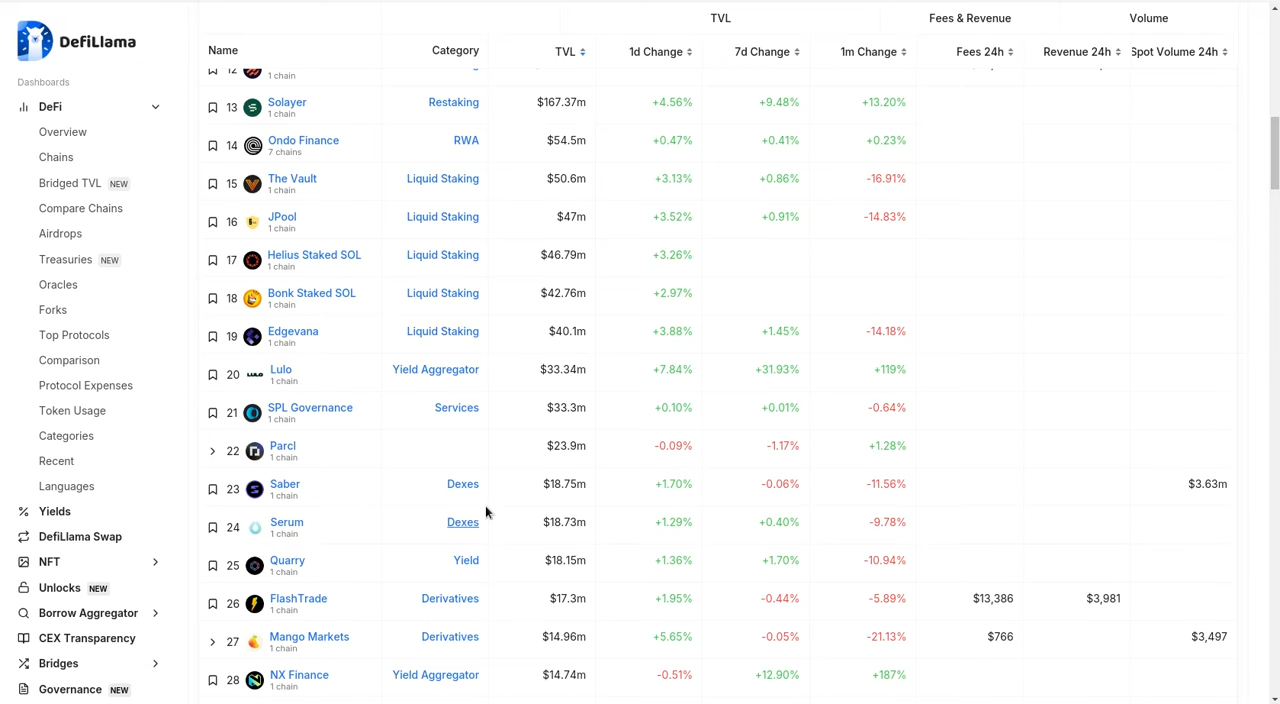 DefiLlama
Dashboards
DeFi
Overview
Chains
Bridged TVL NEW
Compare Chains
Airdrops
Treasuries NEW
Oracles
Forks
Top Protocols
Comparison
Protocol Expenses
Token Usage
Categories
Recent
Languages
Yields
DefiLlama Swap
NFT
Unlocks NEW
Borrow Aggregator
CEX Transparency
Bridges
Governance NEW
TVL Fees & Revenue Volume
Name Category TVL 1d Change 7d Change 1m Change Fees 24h Revenue 24h Spot Volume 24h
12
1 chain
13 Solayer Restaking $167.37m +4.56% +9.48% +13.20%
1 chain
14 Ondo Finance RWA $54.5m +0.47% +0.41% +0.23%
7 chains
15 The Vault Liquid Staking $50.6m +3.13% +0.86% -16.91%
1 chain
16 JPool Liquid Staking $47m +3.52% +0.91% -14.83%
1 chain
17 Helius Staked SOL Liquid Staking $46.79m +3.26%
1 chain
18 Bonk Staked SOL Liquid Staking $42.76m +2.97%
1 chain
19 Edgevana Liquid Staking $40.1m +3.88% +1.45% -14.18%
1 chain
20 Lulo Yield Aggregator $33.34m +7.84% +31.93% +119%
1 chain
21 SPL Governance Services $33.3m +0.10% +0.01% -0.64%
1 chain
22 Parcl $23.9m -0.09% -1.17% +1.28%
1 chain
23 Saber Dexes $18.75m +1.70% -0.06% -11.56% $3.63m
1 chain
24 Serum Dexes $18.73m +1.29% +0.40% -9.78%
1 chain
25 Quarry Yield $18.15m +1.36% +1.70% -10.94%
1 chain
26 FlashTrade Derivatives $17.3m +1.95% -0.44% -5.89% $13,386 $3,981
1 chain
27 Mango Markets Derivatives $14.96m +5.65% -0.05% -21.13% $766 $3,497
1 chain
28 NX Finance Yield Aggregator $14.74m -0.51% +12.90% +187%
1 chain